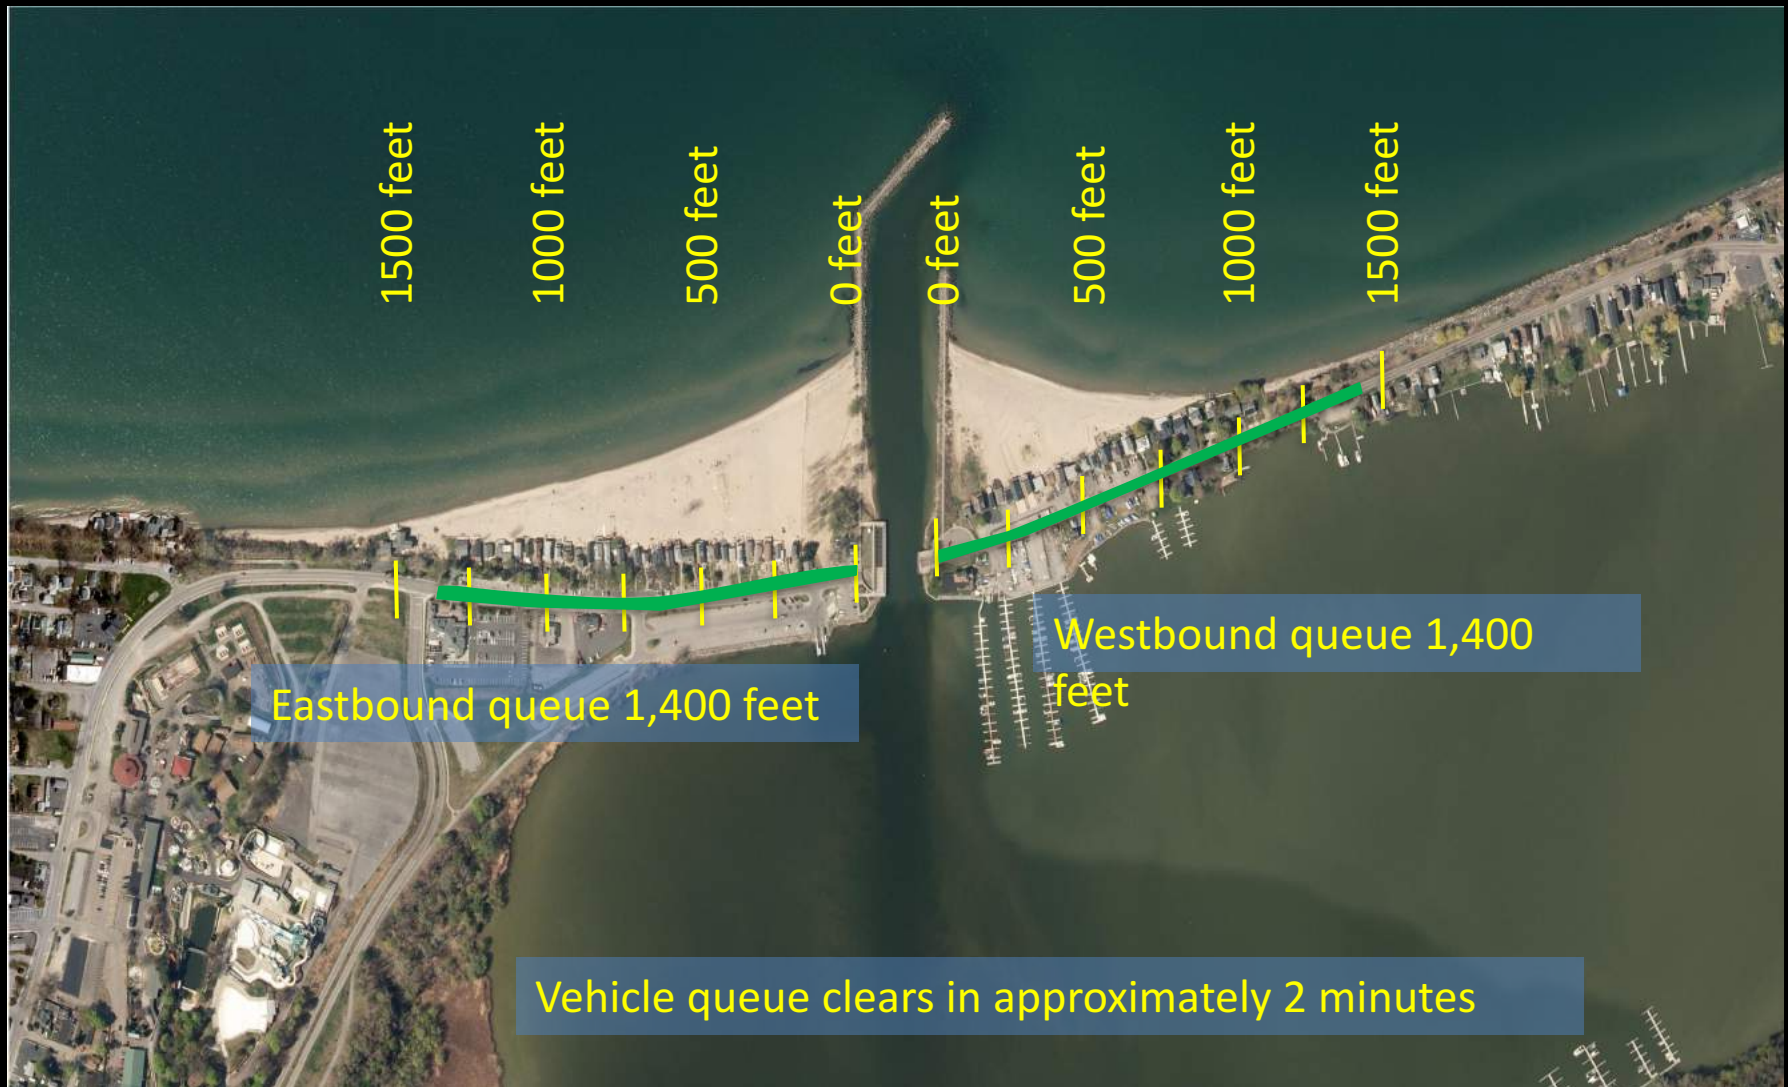 1500 feet
1000 feet
500 feet
0 feet
0 feet
500 feet
1000 feet
1500 feet
Westbound queue 1,400
feet
Eastbound queue 1,400 feet
Vehicle queue clears in approximately 2 minutes